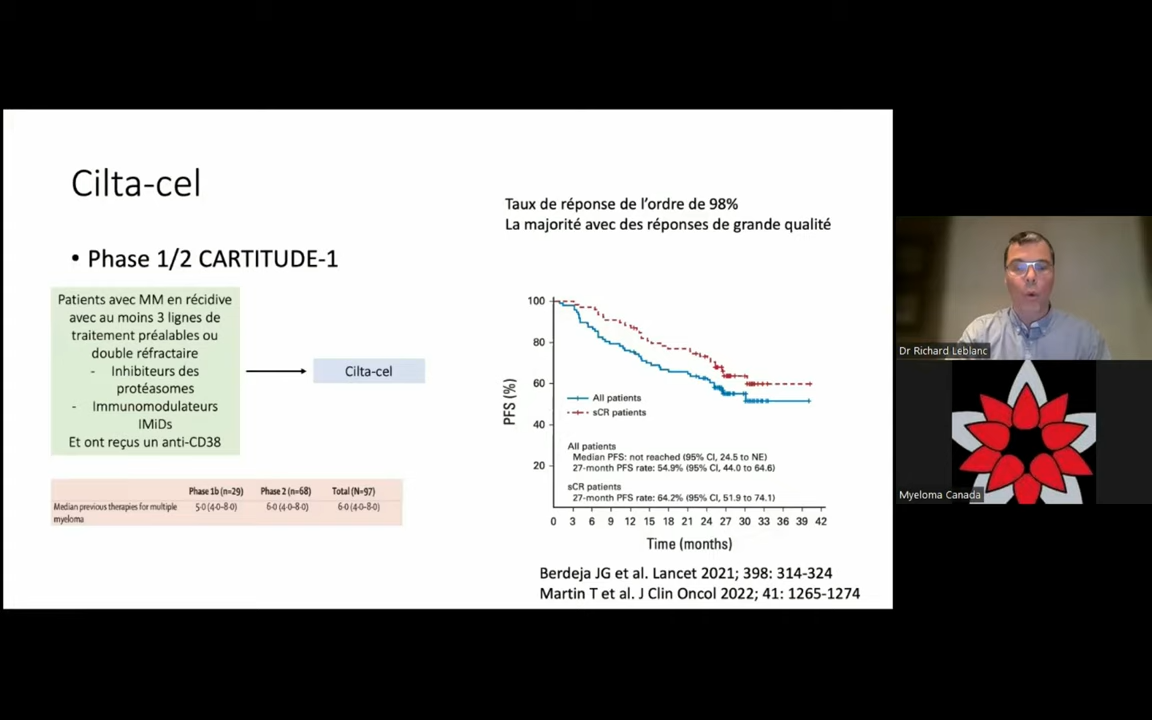 Cilta-cel
• Phase 1/2 CARTITUDE-1
Patients avec MM en récidive
avec au moins 3 lignes de
traitement préalables ou
double réfractaire
- Inhibiteurs des
protéasomes
- Immunomodulateurs
IMiDs
Et ont reçus un anti-CD38
Cilta-cel
Phase 1b (n=29) Phase 2 (n=68) Total (N=97)
Median previous therapies for multiple 5·0 (4·0–8·0) 6·0 (4·0–8·0) 6·0 (4·0–8·0)
myeloma
Taux de réponse de l’ordre de 98%
La majorité avec des réponses de grande qualité
PFS (%)
100
80
60
40
20
All patients
sCR patients
All patients
Median PFS: not reached (95% CI, 24.5 to NE)
27-month PFS rate: 54.9% (95% CI, 44.0 to 64.6)
sCR patients
27-month PFS rate: 64.2% (95% CI, 51.9 to 74.1)
0 3 6 9 12 15 18 21 24 27 30 33 36 39 42
Time (months)
Berdeja JG et al. Lancet 2021; 398: 314-324
Martin T et al. J Clin Oncol 2022; 41: 1265-1274
Dr Richard Leblanc
Myeloma Canada